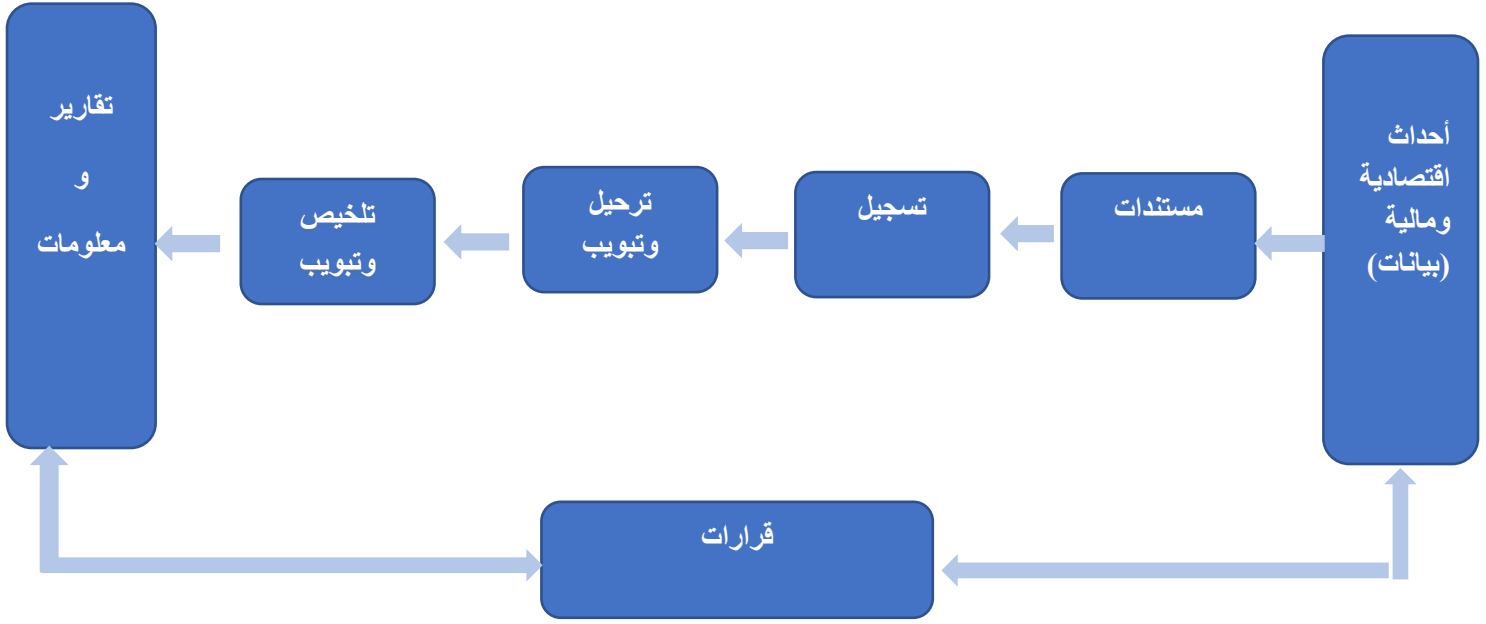 أحداث
اقتصادية
ومالية
(بيانات)
مستندات
تسجيل
ترحيل
وتبويب
تلخيص
وتبويب
تقارير
و
معلومات
قرارات